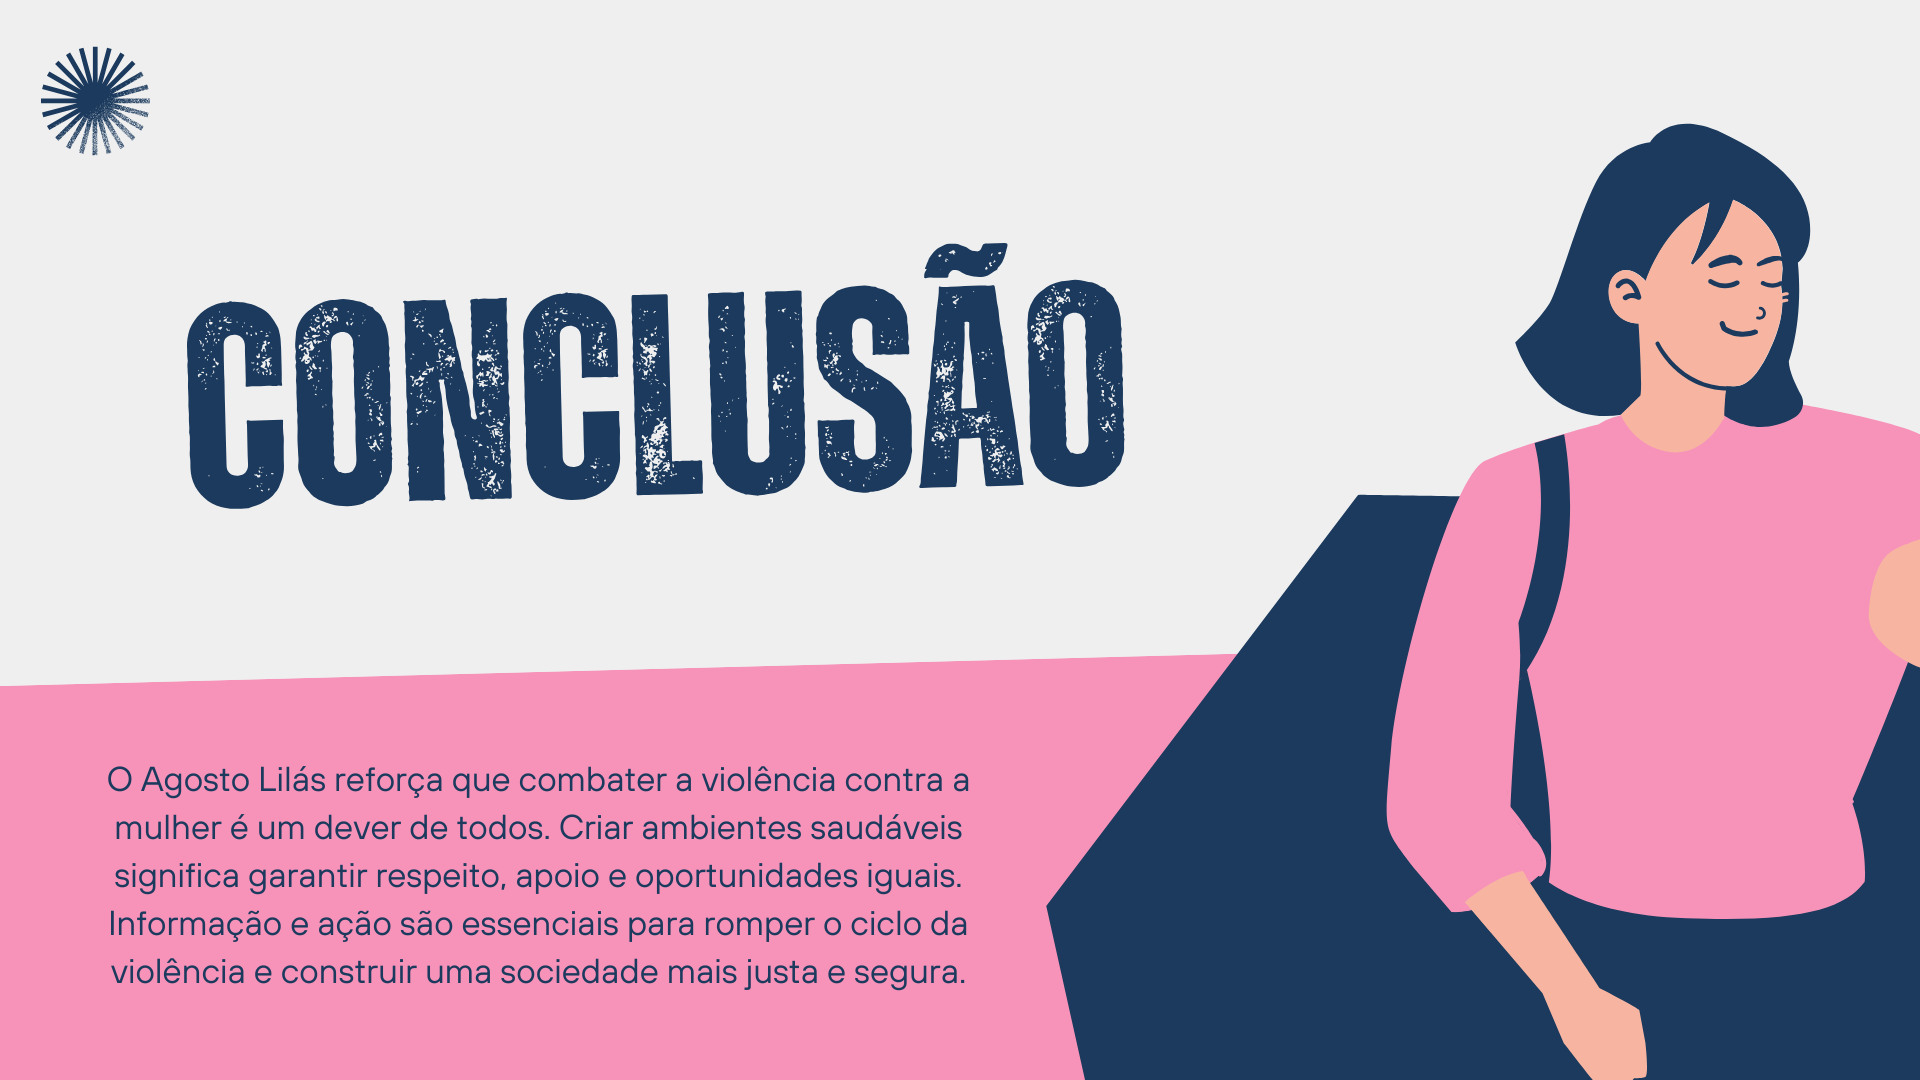 CONCLUSÃO
O Agosto Lilás reforça que combater a violência contra a
mulher é um dever de todos. Criar ambientes saudáveis
significa garantir respeito, apoio e oportunidades iguais.
Informação e ação são essenciais para romper o ciclo da
violência e construir uma sociedade mais justa e segura.